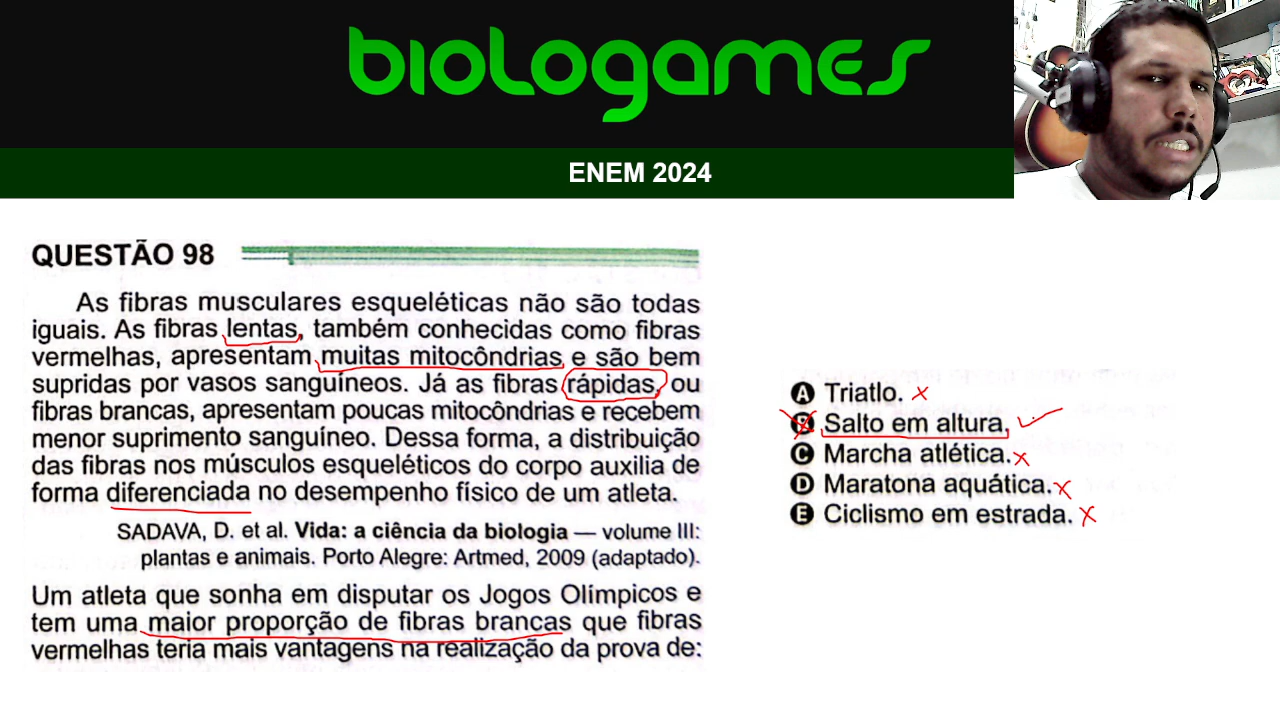 biologames
ENEM 2024
QUESTÃO 98
As fibras musculares esqueléticas não são todas
iguais. As fibras lentas, também conhecidas como fibras
vermelhas, apresentam muitas mitocôndrias e são bem
supridas por vasos sanguíneos. Já as fibras rápidas, ou
fibras brancas, apresentam poucas mitocôndrias e recebem
menor suprimento sanguíneo. Dessa forma, a distribuição
das fibras nos músculos esqueléticos do corpo auxilia de
forma diferenciada no desempenho físico de um atleta.
SADAVA, D. et al. Vida: a ciência da biologia — volume III:
plantas e animais. Porto Alegre: Artmed, 2009 (adaptado).
Um atleta que sonha em disputar os Jogos Olímpicos e
tem uma maior proporção de fibras brancas que fibras
vermelhas teria mais vantagens na realização da prova de:
A Triatlo.
B Salto em altura.
C Marcha atlética.
D Maratona aquática.
E Ciclismo em estrada.